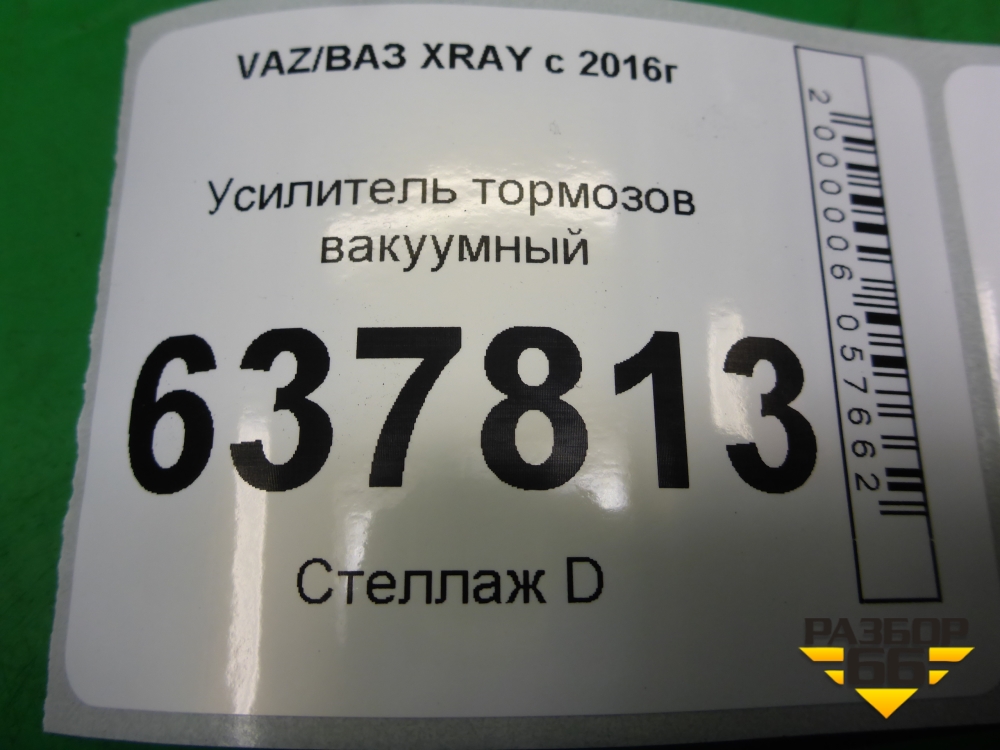 VAZ/ВАЗ XRAY с 2016г
Усилитель тормозов
вакуумный
637813
Стеллаж D
2000006057662
РАЗБОР
66